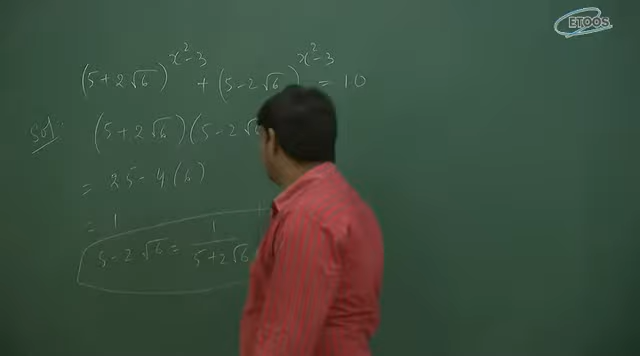 ETOOS
(5+2√6)^{x²-3} + (5-2√6)^{x²-3} = 10
Sol: (5+2√6)(5-2√6
= 25-4(6)
= 1
5-2√6 = 1/(5+2√6)